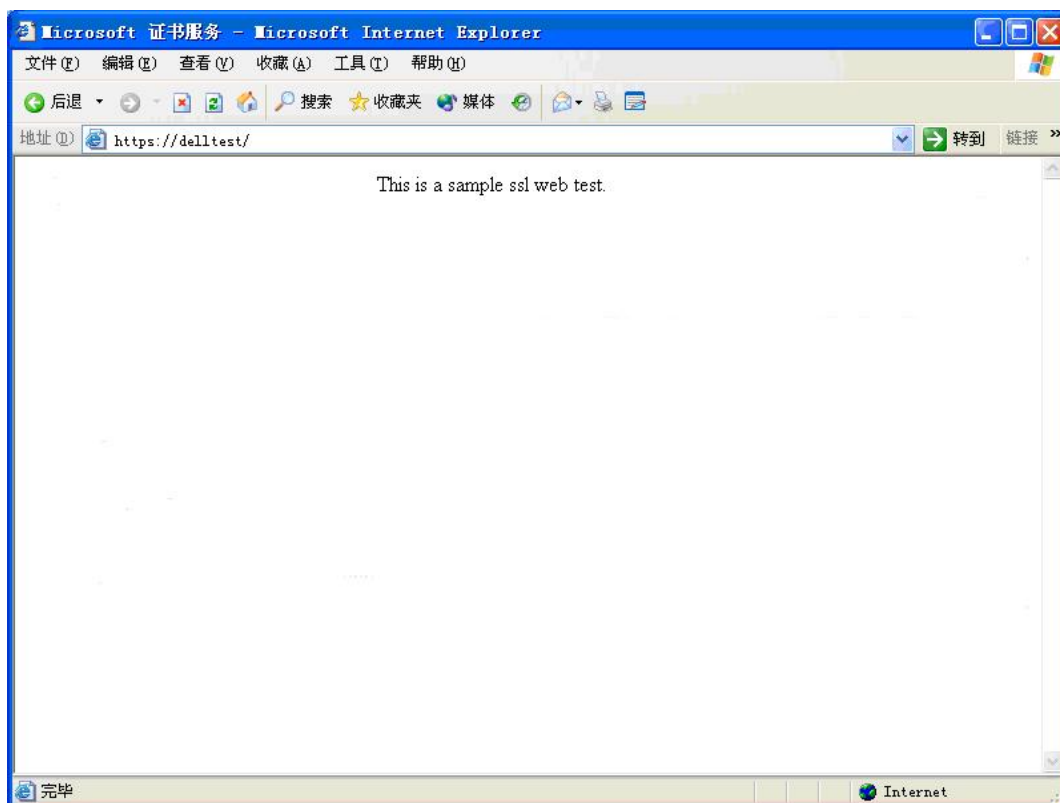 Microsoft 证书服务 - Microsoft Internet Explorer
文件(F) 编辑(E) 查看(V) 收藏(A) 工具(T) 帮助(H)
后退 搜索 收藏夹 媒体
地址(D) https://delltest/ 转到 链接 »
This is a sample ssl web test.
完毕 Internet